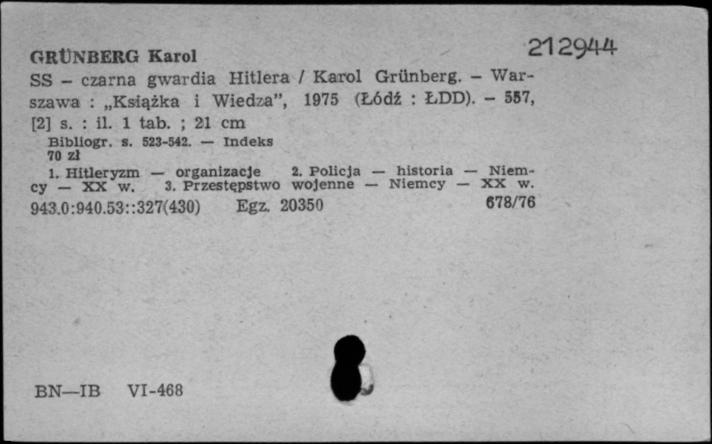 212944
GRÜNBERG Karol
SS – czarna gwardia Hitlera / Karol Grünberg. – War-
szawa : „Książka i Wiedza”, 1975 (Łódź : ŁDD). – 557,
[2] s. : il. 1 tab. ; 21 cm
Bibliogr. s. 523-542. — Indeks
70 zł
1. Hitleryzm — organizacje 2. Policja — historia — Niem-
cy — XX w. 3. Przestępstwo wojenne — Niemcy — XX w.
943.0:940.53::327(430) Egz. 20350 678/76
BN—IB VI-468